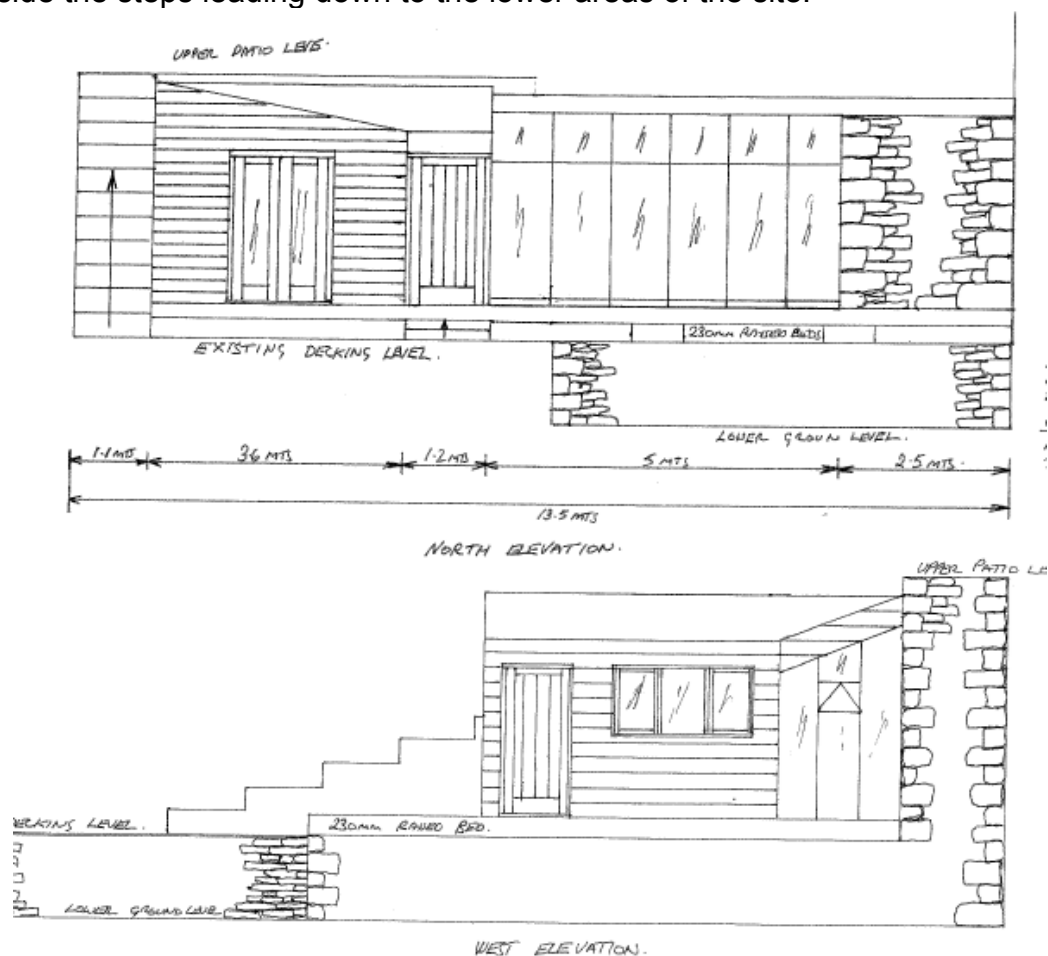 side the steps leading down to the lower areas of the site.
UPPER PATIO LEVE.
230mm RAISED BEDS
EXISTING DECKING LEVEL.
LOWER GROUN LEVEL.
1.1 MTS 3.6 MTS 1.2 MTS 5 MTS 2.5 MTS.
13.5 MTS
NORTH ELEVATION.
UPPER PATIO LE
DECKING LEVEL.
230mm RAISED BED.
LOWER GROUND LEVEL
WEST ELEVATION.